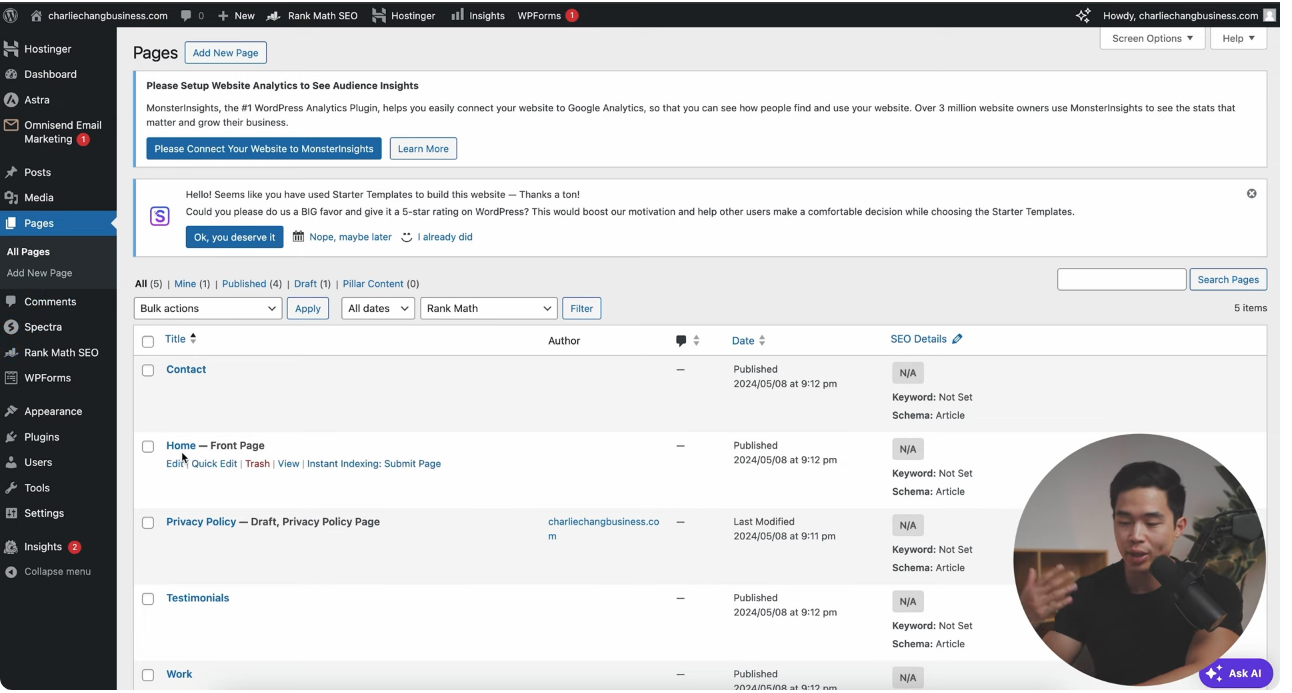 charliechangbusiness.com 0 New Rank Math SEO Hostinger Insights WPForms 1 Howdy, charliechangbusiness.com
Screen Options Help
Hostinger
Dashboard
Astra
Omnisend Email
Marketing 1
Posts
Media
Pages
All Pages
Add New Page
Comments
Spectra
Rank Math SEO
WPForms
Appearance
Plugins
Users
Tools
Settings
Insights 2
Collapse menu
Pages Add New Page
Please Setup Website Analytics to See Audience Insights
MonsterInsights, the #1 WordPress Analytics Plugin, helps you easily connect your website to Google Analytics, so that you can see how people find and use your website. Over 3 million website owners use MonsterInsights to see the stats that
matter and grow their business.
Please Connect Your Website to MonsterInsights Learn More
Hello! Seems like you have used Starter Templates to build this website — Thanks a ton!
Could you please do us a BIG favor and give it a 5-star rating on WordPress? This would boost our motivation and help other users make a comfortable decision while choosing the Starter Templates.
Ok, you deserve it Nope, maybe later I already did
All (5) | Mine (1) | Published (4) | Draft (1) | Pillar Content (0) Search Pages
Bulk actions Apply All dates Rank Math Filter 5 items
Title Author Date SEO Details
Contact — Published N/A
2024/05/08 at 9:12 pm
Keyword: Not Set
Schema: Article
Home — Front Page — Published N/A
2024/05/08 at 9:12 pm
Edit | Quick Edit | Trash | View | Instant Indexing: Submit Page
Keyword: Not Set
Schema: Article
Privacy Policy — Draft, Privacy Policy Page charliechangbusiness.co — Last Modified N/A
m 2024/05/08 at 9:11 pm
Keyword: Not Set
Schema: Article
Testimonials — Published N/A
2024/05/08 at 9:12 pm
Keyword: Not Set
Schema: Article
Work — Published N/A
2024/05/08 at 9:12 pm
Ask AI